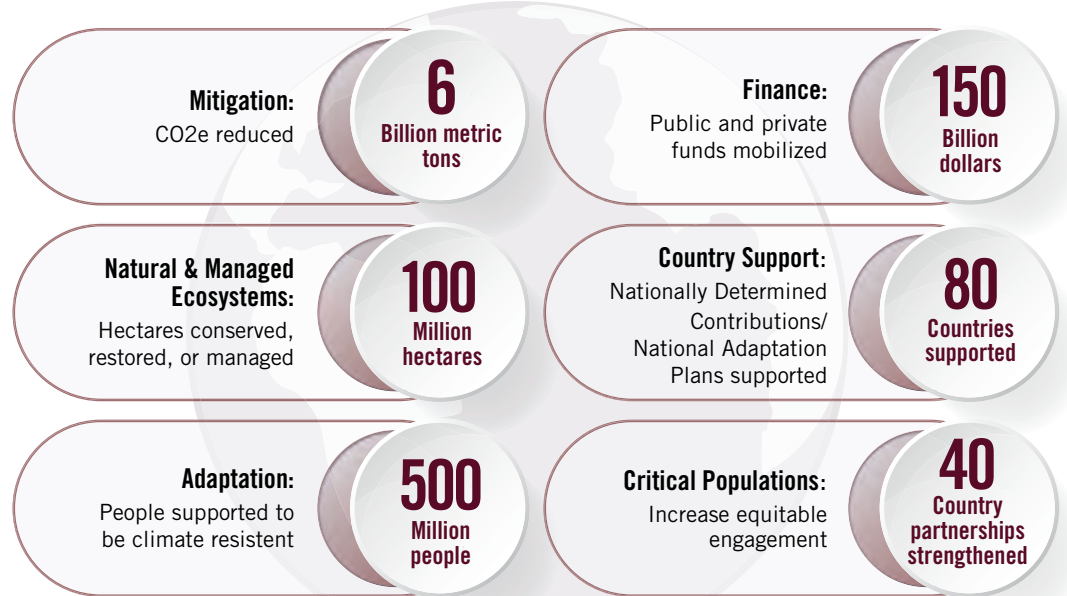 Mitigation:
CO2e reduced
6
Billion metric
tons
Finance:
Public and private
funds mobilized
150
Billion
dollars
Natural & Managed
Ecosystems:
Hectares conserved,
restored, or managed
100
Million
hectares
Country Support:
Nationally Determined
Contributions/
National Adaptation
Plans supported
80
Countries
supported
Adaptation:
People supported to
be climate resistent
500
Million
people
Critical Populations:
Increase equitable
engagement
40
Country
partnerships
strengthened